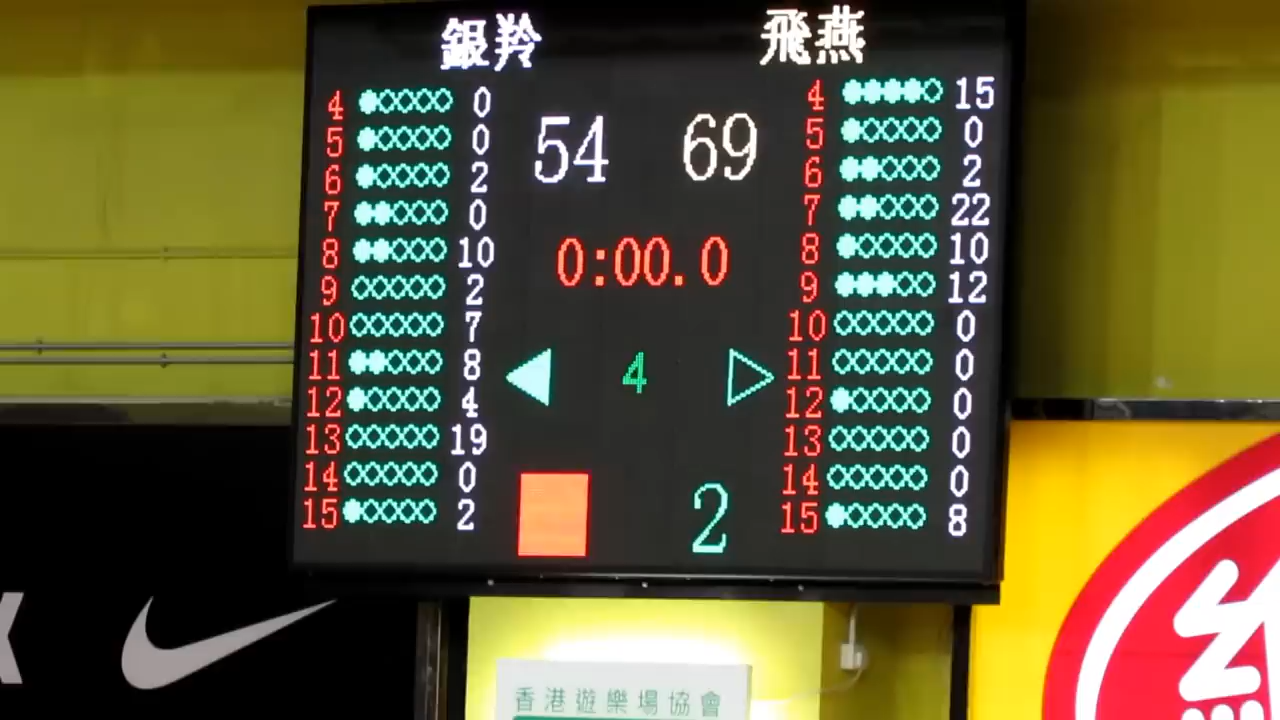 銀羚 飛燕
4 0 4 15
5 0 54 69 5 0
6 2 6 2
7 0 7 22
8 10 0:00.0 8 10
9 2 9 12
10 7 10 0
11 8 4 11 0
12 4 12 0
13 19 13 0
14 0 14 0
15 2 2 15 8
香港遊樂場協會